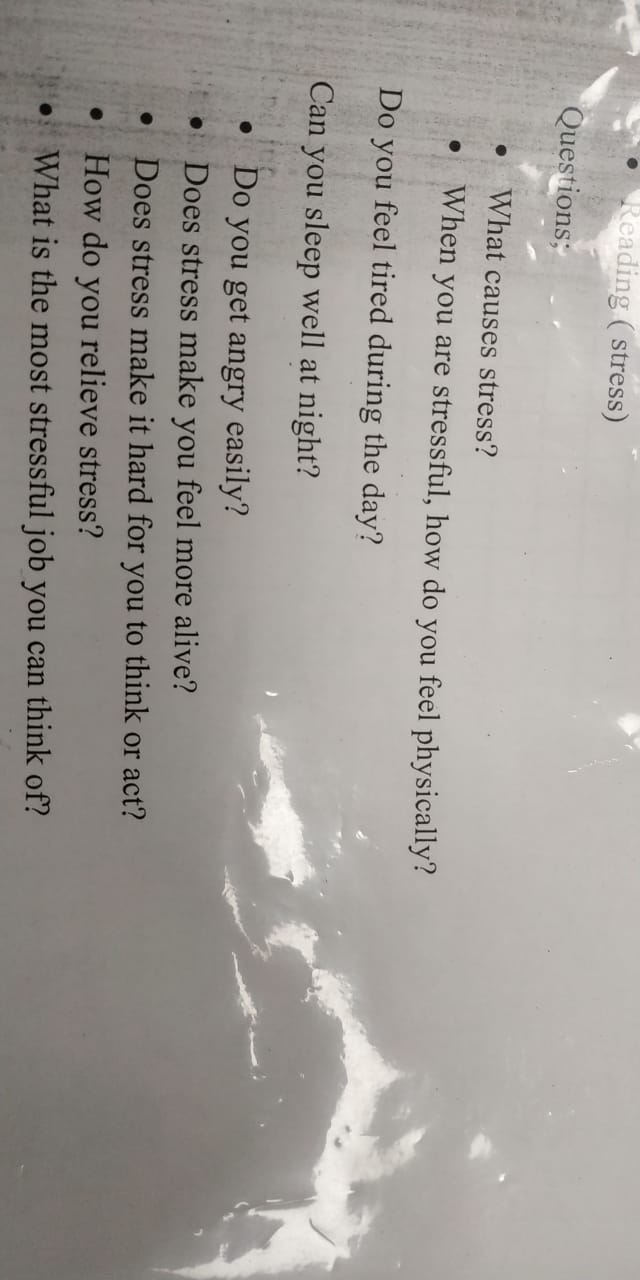 • Reading ( stress)
Questions;
• What causes stress?
• When you are stressful, how do you feel physically?
Do you feel tired during the day?
Can you sleep well at night?
• Do you get angry easily?
• Does stress make you feel more alive?
• Does stress make it hard for you to think or act?
• How do you relieve stress?
• What is the most stressful job you can think of?